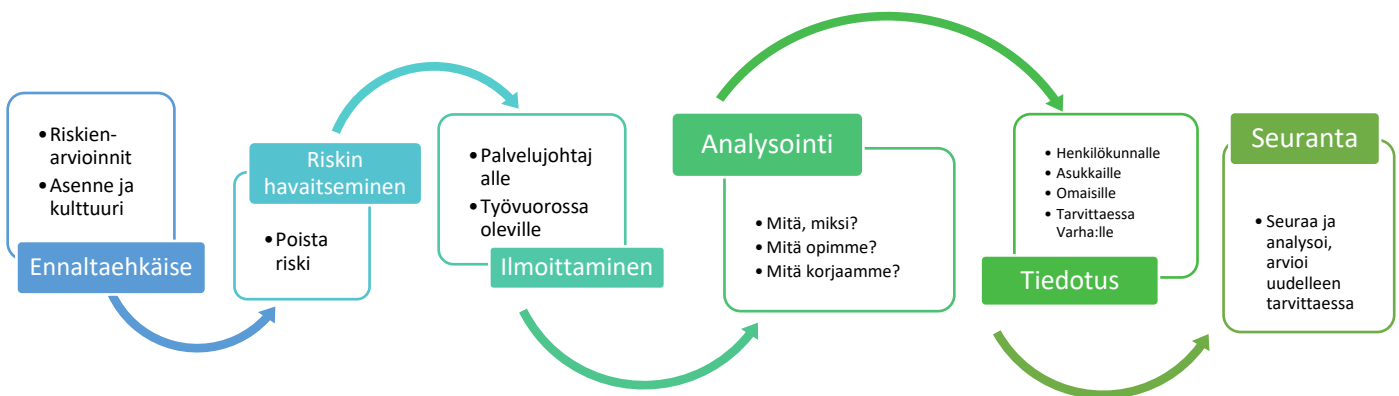 •Riskien-
arvioinnit
•Asenne ja
kulttuuri
Ennaltaehkäise
Riskin
havaitseminen
•Poista
riski
•Palvelujohtaj
alle
•Työvuorossa
oleville
Ilmoittaminen
Analysointi
•Mitä, miksi?
•Mitä opimme?
•Mitä korjaamme?
•Henkilökunnalle
•Asukkaille
•Omaisille
•Tarvittaessa
Varha:lle
Tiedotus
Seuranta
•Seuraa ja
analysoi,
arvioi
uudelleen
tarvittaessa